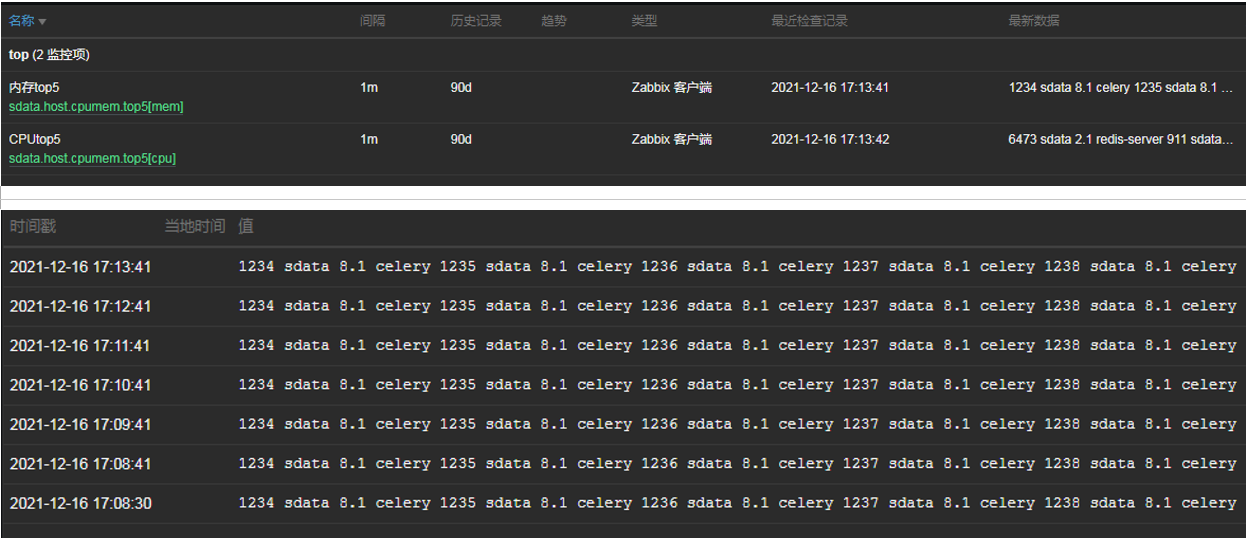 名称 间隔 历史记录 趋势 类型 最近检查记录 最新数据
top (2 监控项)
内存top5 1m 90d Zabbix 客户端 2021-12-16 17:13:41 1234 sdata 8.1 celery 1235 sdata 8.1 ...
sdata.host.cpumem.top5[mem]
CPUtop5 1m 90d Zabbix 客户端 2021-12-16 17:13:42 6473 sdata 2.1 redis-server 911 sdata...
sdata.host.cpumem.top5[cpu]
时间戳 当地时间 值
2021-12-16 17:13:41 1234 sdata 8.1 celery 1235 sdata 8.1 celery 1236 sdata 8.1 celery 1237 sdata 8.1 celery 1238 sdata 8.1 celery
2021-12-16 17:12:41 1234 sdata 8.1 celery 1235 sdata 8.1 celery 1236 sdata 8.1 celery 1237 sdata 8.1 celery 1238 sdata 8.1 celery
2021-12-16 17:11:41 1234 sdata 8.1 celery 1235 sdata 8.1 celery 1236 sdata 8.1 celery 1237 sdata 8.1 celery 1238 sdata 8.1 celery
2021-12-16 17:10:41 1234 sdata 8.1 celery 1235 sdata 8.1 celery 1236 sdata 8.1 celery 1237 sdata 8.1 celery 1238 sdata 8.1 celery
2021-12-16 17:09:41 1234 sdata 8.1 celery 1235 sdata 8.1 celery 1236 sdata 8.1 celery 1237 sdata 8.1 celery 1238 sdata 8.1 celery
2021-12-16 17:08:41 1234 sdata 8.1 celery 1235 sdata 8.1 celery 1236 sdata 8.1 celery 1237 sdata 8.1 celery 1238 sdata 8.1 celery
2021-12-16 17:08:30 1234 sdata 8.1 celery 1235 sdata 8.1 celery 1236 sdata 8.1 celery 1237 sdata 8.1 celery 1238 sdata 8.1 celery